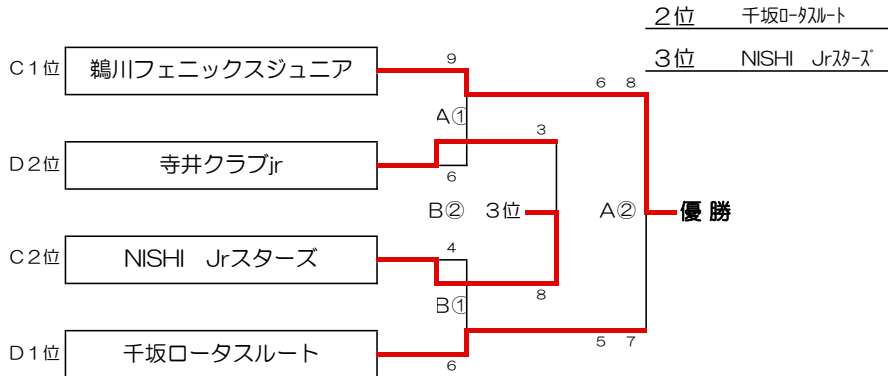 2位 千坂ロータスルート
3位 NISHI Jrスターズ
C1位 鵜川フェニックスジュニア
9
6 8
A①
3
D2位 寺井クラブjr
6
B② 3位 A② 優 勝
C2位 NISHI Jrスターズ
4
8
B①
5 7
D1位 千坂ロータスルート
6